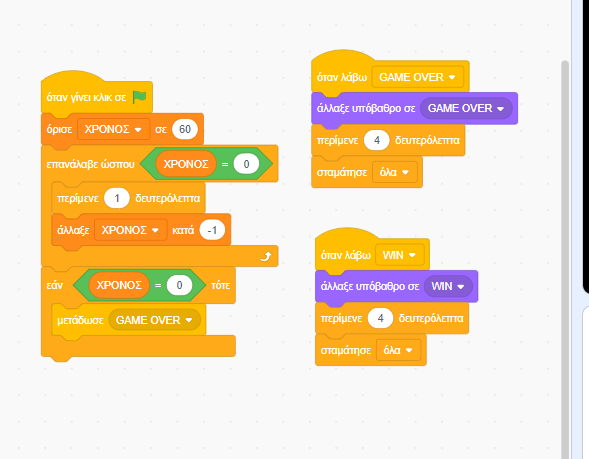 όταν γίνει κλικ σε
όρισε ΧΡΟΝΟΣ σε 60
επανάλαβε ώσπου ΧΡΟΝΟΣ = 0
περίμενε 1 δευτερόλεπτα
άλλαξε ΧΡΟΝΟΣ κατά -1
εάν ΧΡΟΝΟΣ = 0 τότε
μετάδωσε GAME OVER
όταν λάβω GAME OVER
άλλαξε υπόβαθρο σε GAME OVER
περίμενε 4 δευτερόλεπτα
σταμάτησε όλα
όταν λάβω WIN
άλλαξε υπόβαθρο σε WIN
περίμενε 4 δευτερόλεπτα
σταμάτησε όλα